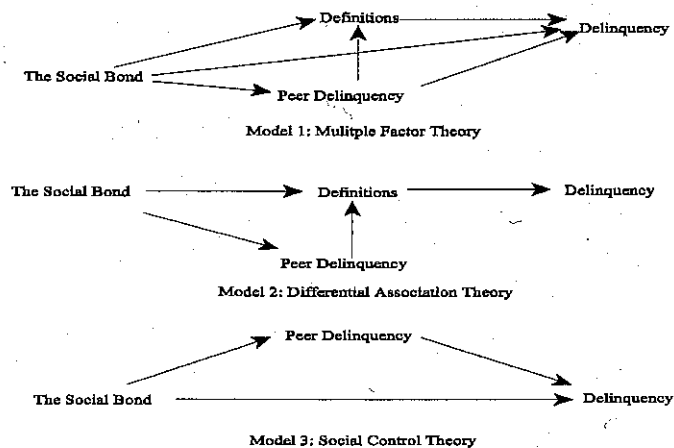 Definitions
Delinquency
The Social Bond
Peer Delinquency
Model 1: Mulitple Factor Theory
The Social Bond
Definitions
Delinquency
Peer Delinquency
Model 2: Differential Association Theory
Peer Delinquency
The Social Bond
Delinquency
Model 3: Social Control Theory